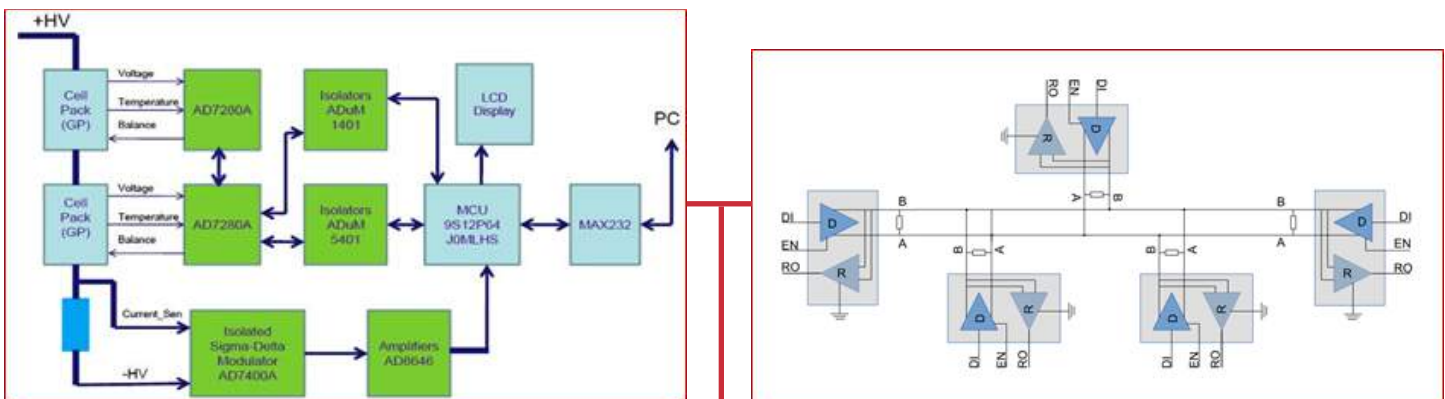 +HV
Cell
Pack
(GP)
Voltage
Temperature
Balance
AD7280A
Isolators
ADuM
1401
LCD
Display
PC
Cell
Pack
(GP)
Voltage
Temperature
Balance
AD7280A
Isolators
ADuM
5401
MCU
9S12P64
J0MLHS
MAX232
Current_Sen
-HV
Isolated
Sigma-Delta
Modulator
AD7400A
Amplifiers
AD8646
RO
EN
DI
R
D
A
B
DI
EN
RO
D
R
B
A
B
A
D
R
DI
EN
RO
B
A
D
R
DI
EN
RO
B
A
D
R
DI
EN
RO